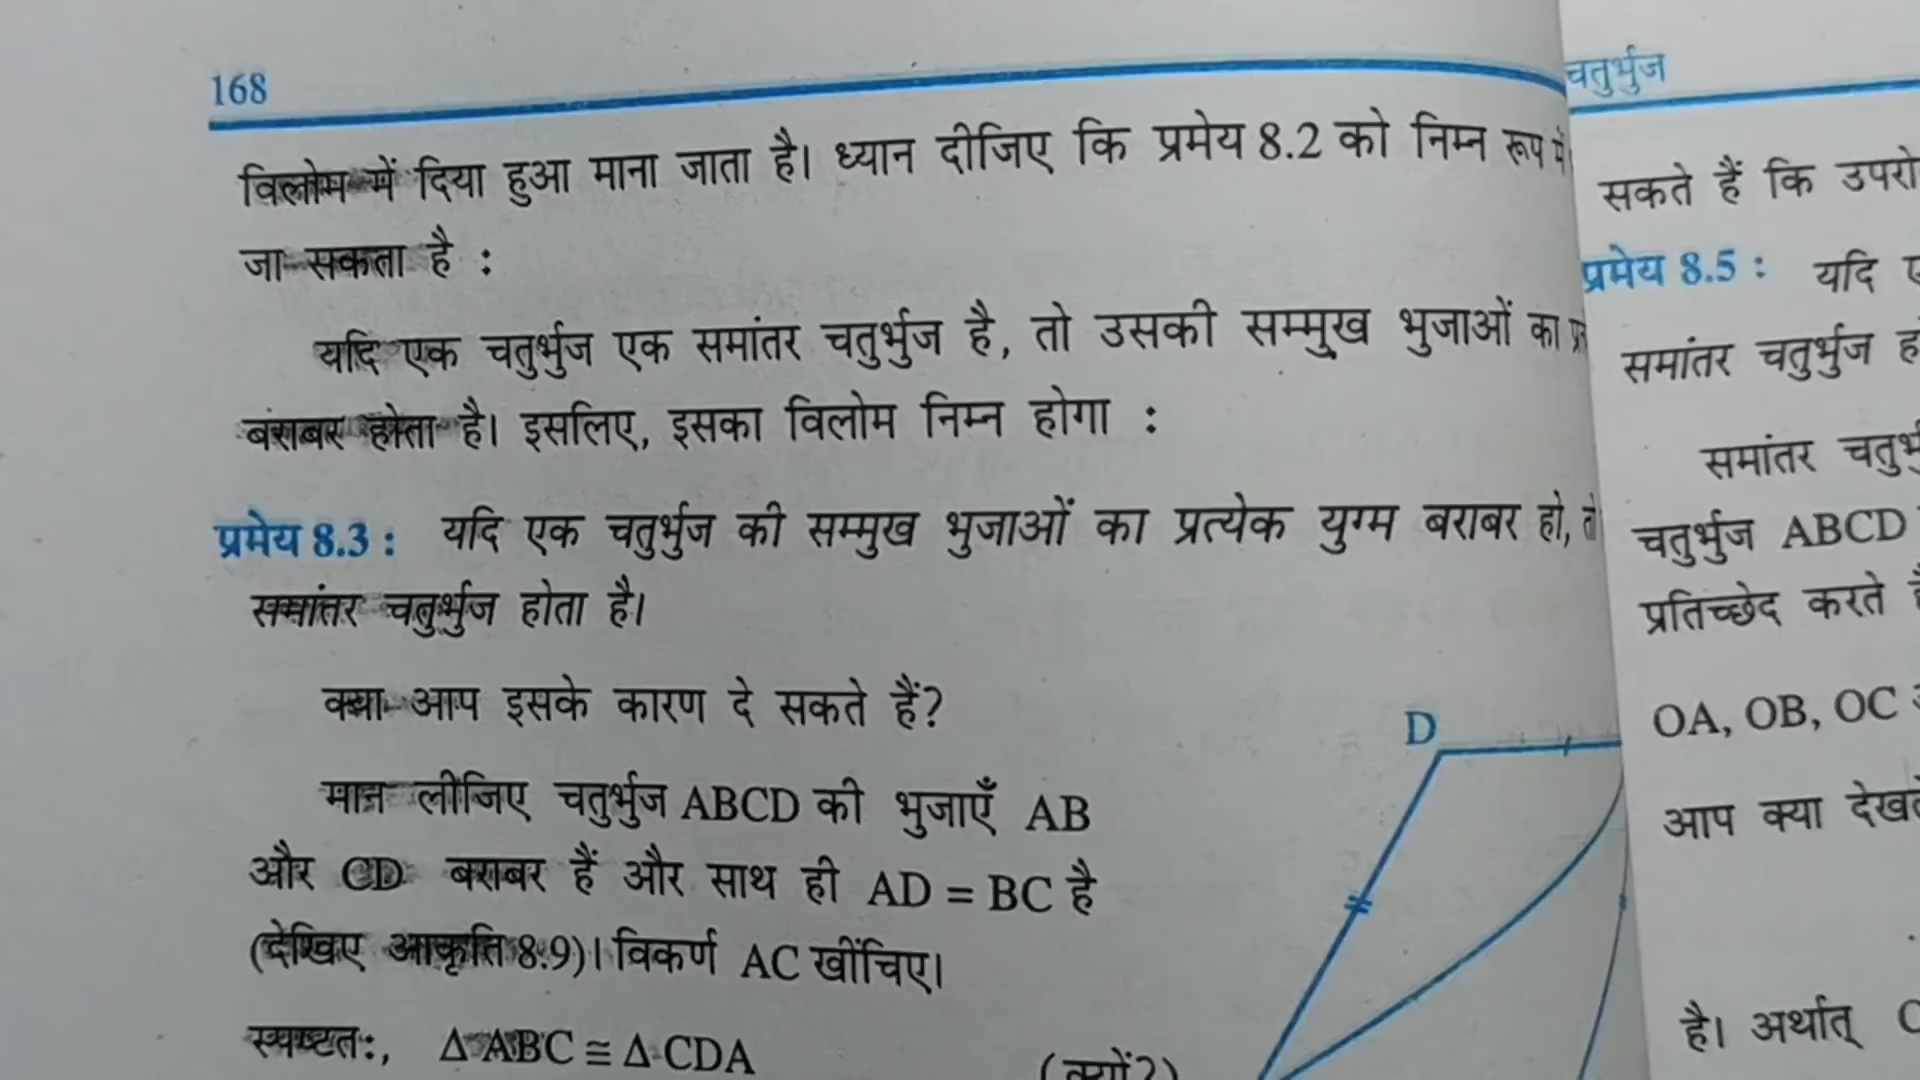 168
विलोम में दिया हुआ माना जाता है। ध्यान दीजिए कि प्रमेय 8.2 को निम्न रूप में
जा सकता है :
यदि एक चतुर्भुज एक समांतर चतुर्भुज है, तो उसकी सम्मुख भुजाओं का
बराबर होता है। इसलिए, इसका विलोम निम्न होगा :
प्रमेय 8.3 : यदि एक चतुर्भुज की सम्मुख भुजाओं का प्रत्येक युग्म बराबर हो, तो
समांतर चतुर्भुज होता है।
क्या आप इसके कारण दे सकते हैं?
मान लीजिए चतुर्भुज ABCD की भुजाएँ AB
और CD बराबर हैं और साथ ही AD = BC है
(देखिए आकृति 8.9)। विकर्ण AC खींचिए।
स्पष्टतः, Δ ABC ≅ Δ CDA (क्यों?)
D
चतुर्भुज
सकते हैं कि
प्रमेय 8.5 : यदि
समांतर चतुर्भुज
समांतर
चतुर्भुज ABCD
प्रतिच्छेद करते
OA, OB, OC
आप क्या
है। अर्थात्